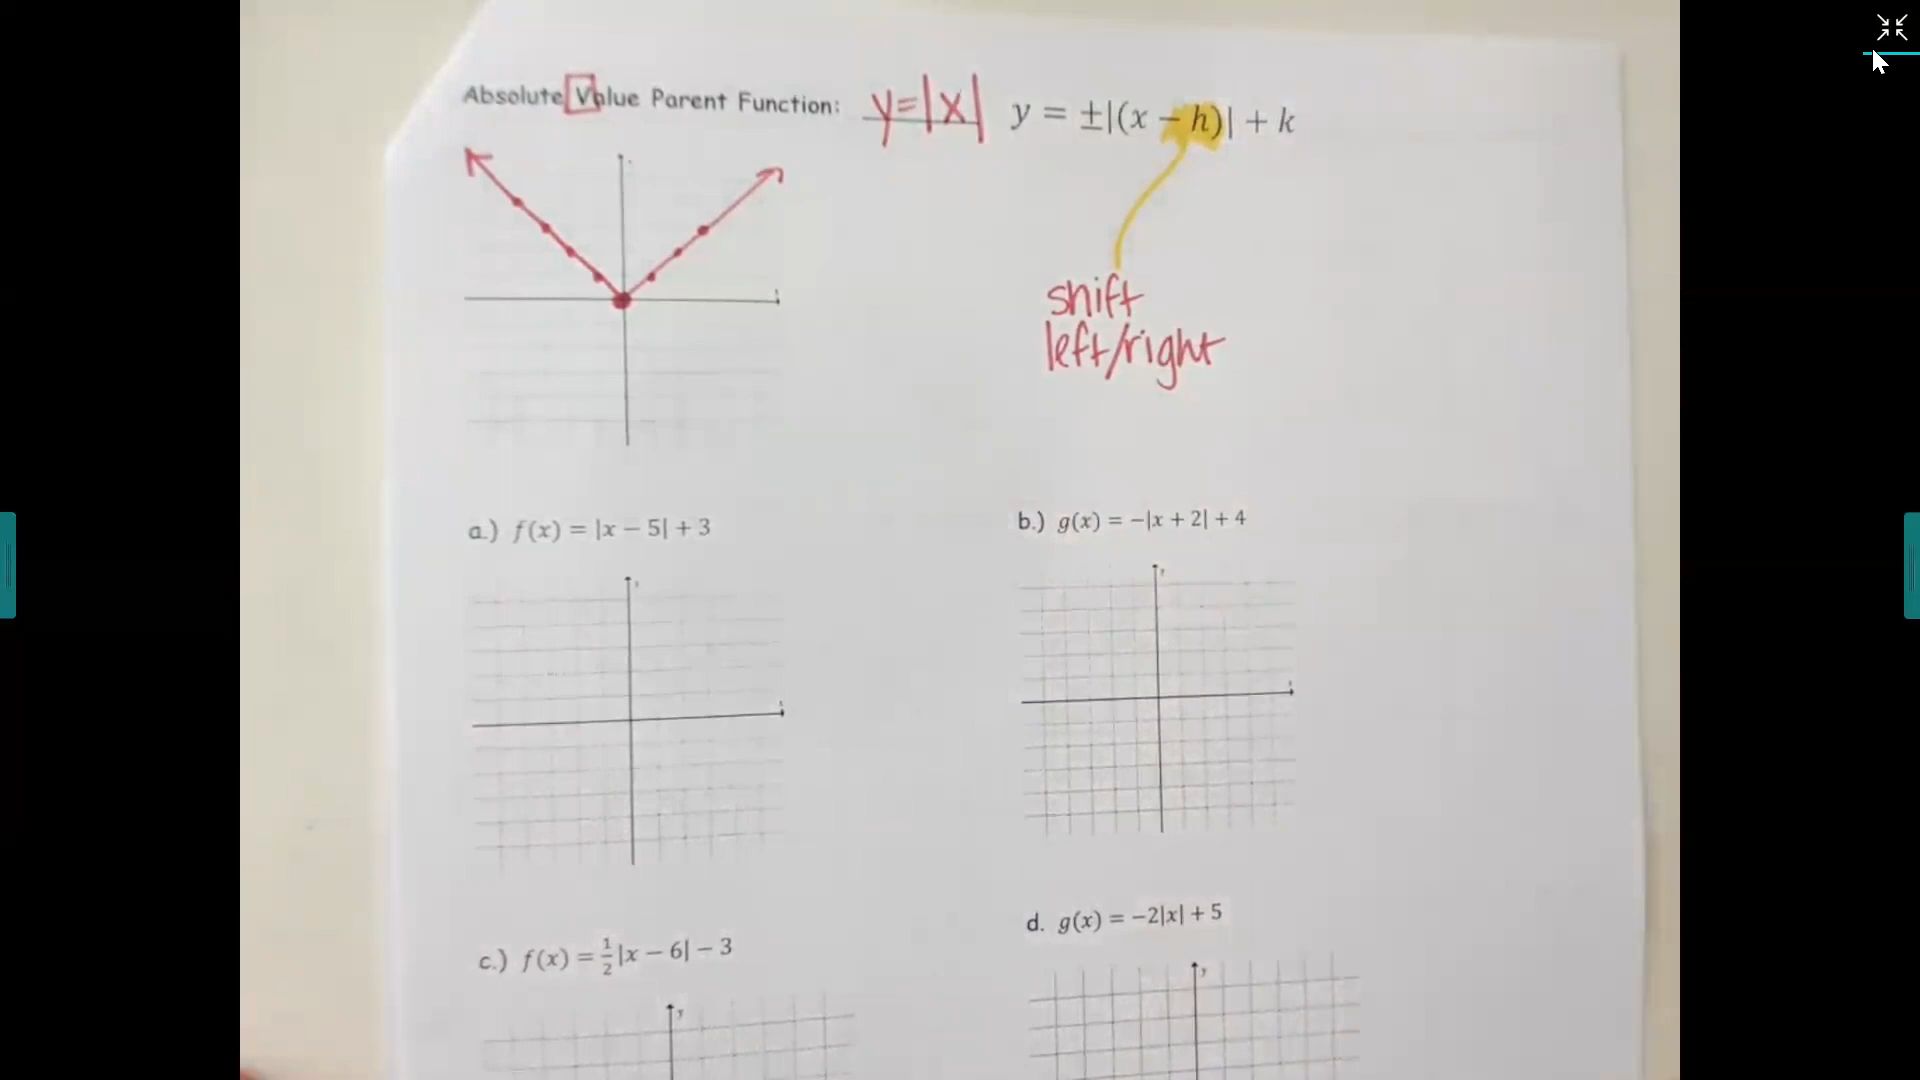 Absolute Value Parent Function: y=|x| y = ±|(x − h)| + k
shift
left/right
a.) f(x) = |x − 5| + 3
b.) g(x) = −|x + 2| + 4
c.) f(x) = 1/2|x − 6| − 3
d. g(x) = −2|x| + 5
y
y